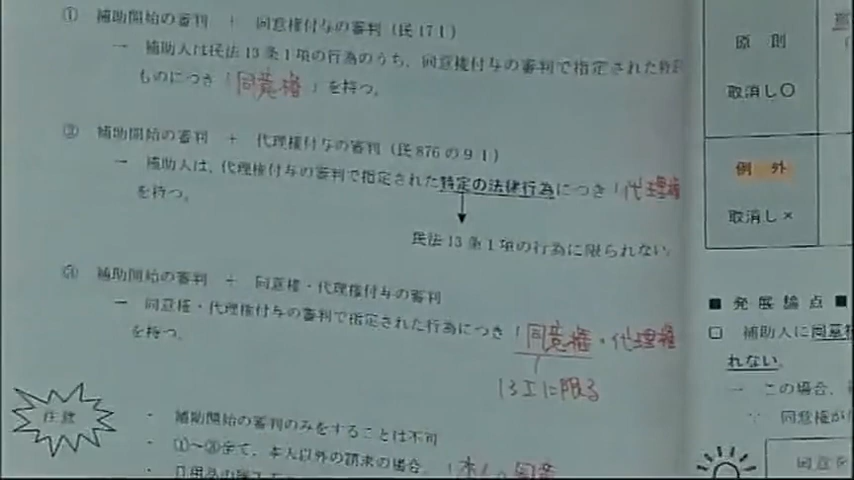 ① 補助開始の審判 ＋ 同意権付与の審判（民17Ⅰ）
→ 補助人は民法13条1項の行為のうち、同意権付与の審判で指定された特定
ものにつき「同意権」を持つ。
② 補助開始の審判 ＋ 代理権付与の審判（民876の9Ⅰ）
→ 補助人は、代理権付与の審判で指定された特定の法律行為につき「代理権
を持つ。
民法13条1項の行為に限られない。
③ 補助開始の審判 ＋ 同意権・代理権付与の審判
→ 同意権・代理権付与の審判で指定された行為につき「同意権・代理権
を持つ。
13Ⅰに限る
注意
・ 補助開始の審判のみをすることは不可
・ ①～③全て、本人以外の請求の場合、「本人の同意
・ 日用品の
原 則
取消し○
例 外
取消し×
■ 発展論点 ■
□ 補助人に同意権
れない。
→ この場合、
∵ 同意権が
同意を